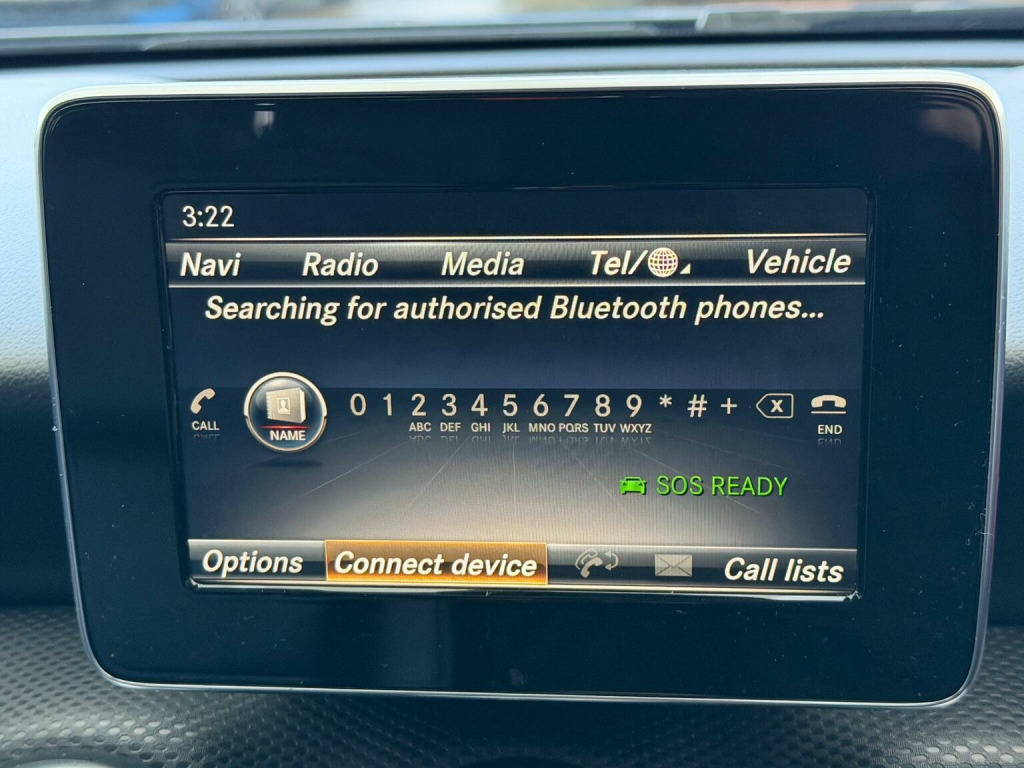 3:22
Navi Radio Media Tel/ Vehicle
Searching for authorised Bluetooth phones...
0 1 2 3 4 5 6 7 8 9 * # + X
CALL NAME ABC DEF GHI JKL MNO PQRS TUV WXYZ END
SOS READY
Options Connect device Call lists